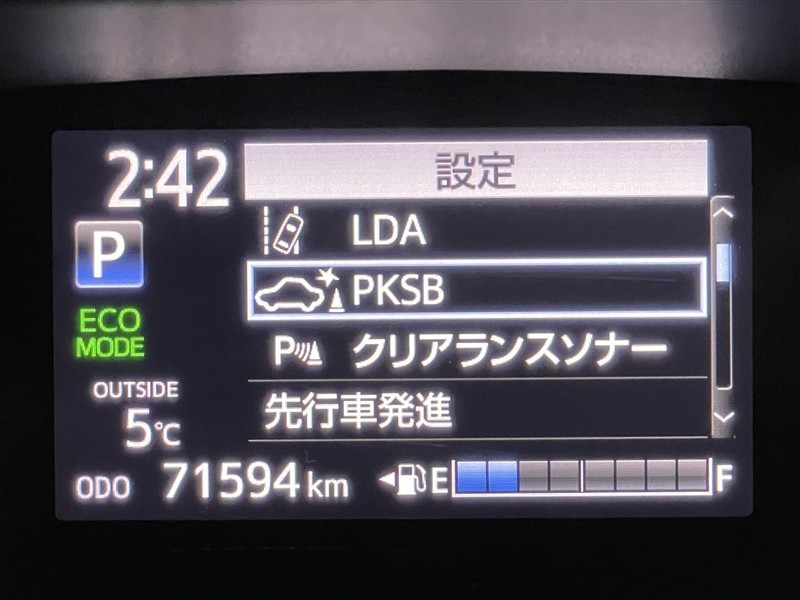 2:42
設定
LDA
P
PKSB
ECO
MODE
P クリアランスソナー
OUTSIDE
5℃
先行車発進
ODO 71594 km
E F